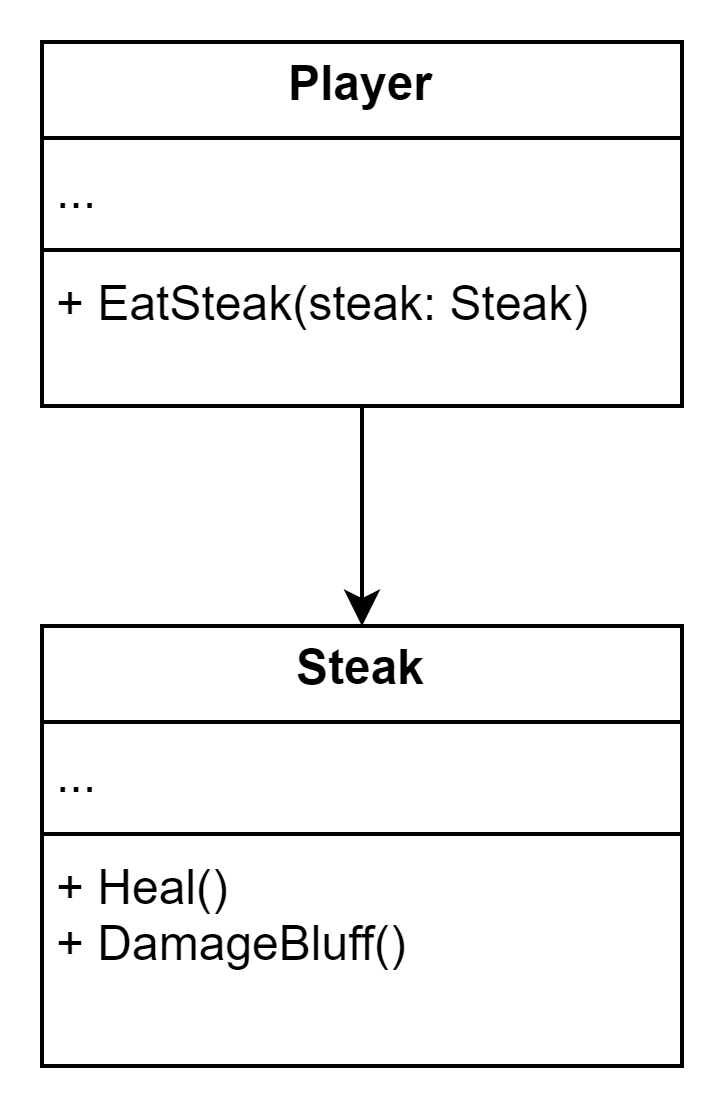 Player
...
+ EatSteak(steak: Steak)
Steak
...
+ Heal()
+ DamageBluff()